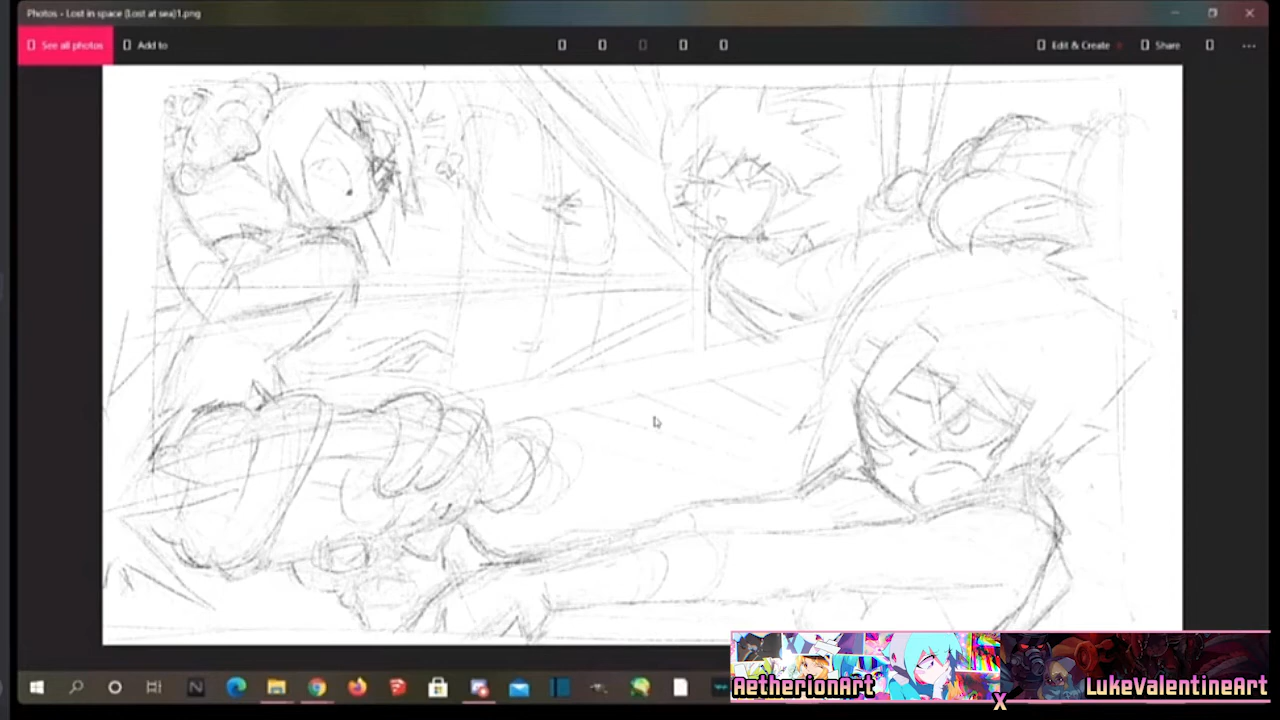 Photos - Lost in space (Lost at sea)1.png
See all photos
Add to
Edit & Create
Share
AetherionArt
X
LukeValentineArt